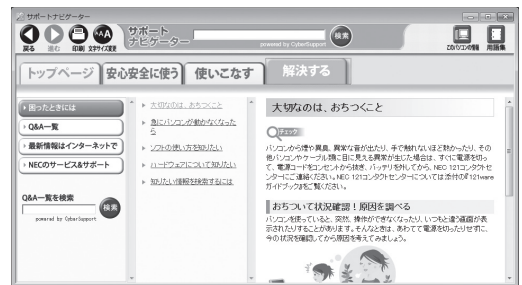 サポートナビゲーター
戻る 進む 印刷 文字サイズ変更
サポート
ナビゲーター
powered by CyberSupport
検索
このパソコンの情報 用語集
トップページ 安心安全に使う 使いこなす 解決する
困ったときには
Q&A一覧
最新情報はインターネットで
NECのサービス&サポート
Q&A一覧を検索
検索
powered by CyberSupport
大切なのは、おちつくこと
急にパソコンが動かなくなった
ら
ソフトの使い方を知りたい
ハードウェアについて知りたい
知りたい情報を検索するには
大切なのは、おちつくこと
チェック
パソコンから煙や異臭、異常な音が出たり、手で触れないほど熱かったり、その
他パソコンやケーブル類に目に見える異常が生じた場合は、すぐに電源を切っ
て、電源コードをコンセントから抜き、バッテリを外してから、NEC 121コンタクトセ
ンターにご連絡ください。NEC 121コンタクトセンターについては添付の『121ware
ガイドブック』をご覧ください。
おちついて状況確認!原因を調べる
パソコンを使っていると、突然、操作ができなくなったり、いつもと違う画面が表
示されたりすることがあります。そんなときは、あわてて電源を切ったりせずに、
今の状況を確認してから原因を考えてみましょう。